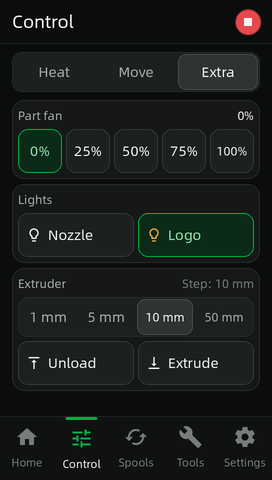 Control
Heat Move Extra
Part fan 0%
0% 25% 50% 75% 100%
Lights
Nozzle Logo
Extruder Step: 10 mm
1 mm 5 mm 10 mm 50 mm
Unload Extrude
Home Control Spools Tools Settings